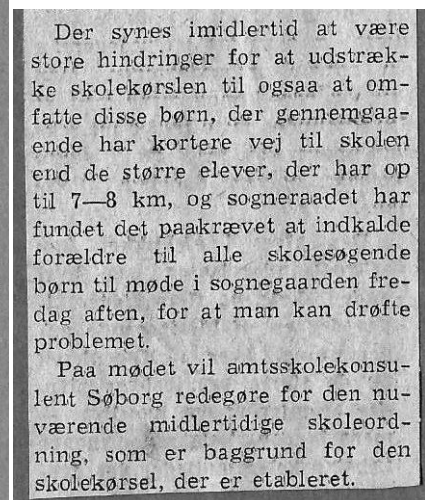 Der synes imidlertid at være
store hindringer for at udstræk-
ke skolekørslen til ogsaa at om-
fatte disse børn, der gennemgaa-
ende har kortere vej til skolen
end de større elever, der har op
til 7—8 km, og sogneraadet har
fundet det paakrævet at indkalde
forældre til alle skolesøgende
børn til møde i sognegaarden fre-
dag aften, for at man kan drøfte
problemet.
Paa mødet vil amtsskolekonsu-
lent Søborg redegøre for den nu-
værende midlertidige skoleord-
ning, som er baggrund for den
skolekørsel, der er etableret.